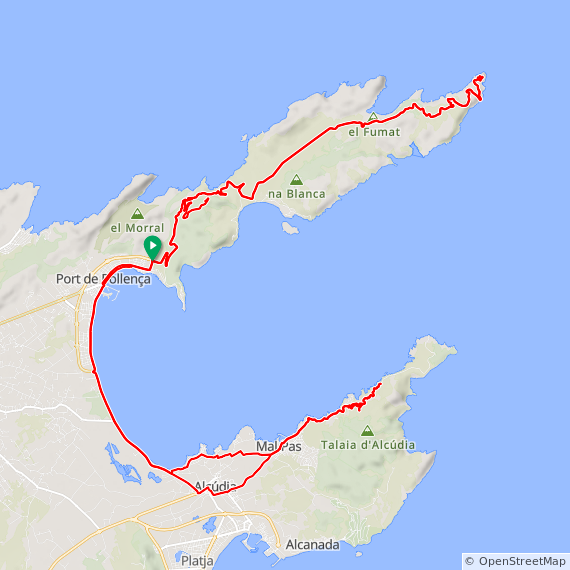 el Fumat
na Blanca
el Morral
Port de Pollença
Mal Pas
Talaia d'Alcúdia
Alcúdia
Alcanada
Platja
© OpenStreetMap